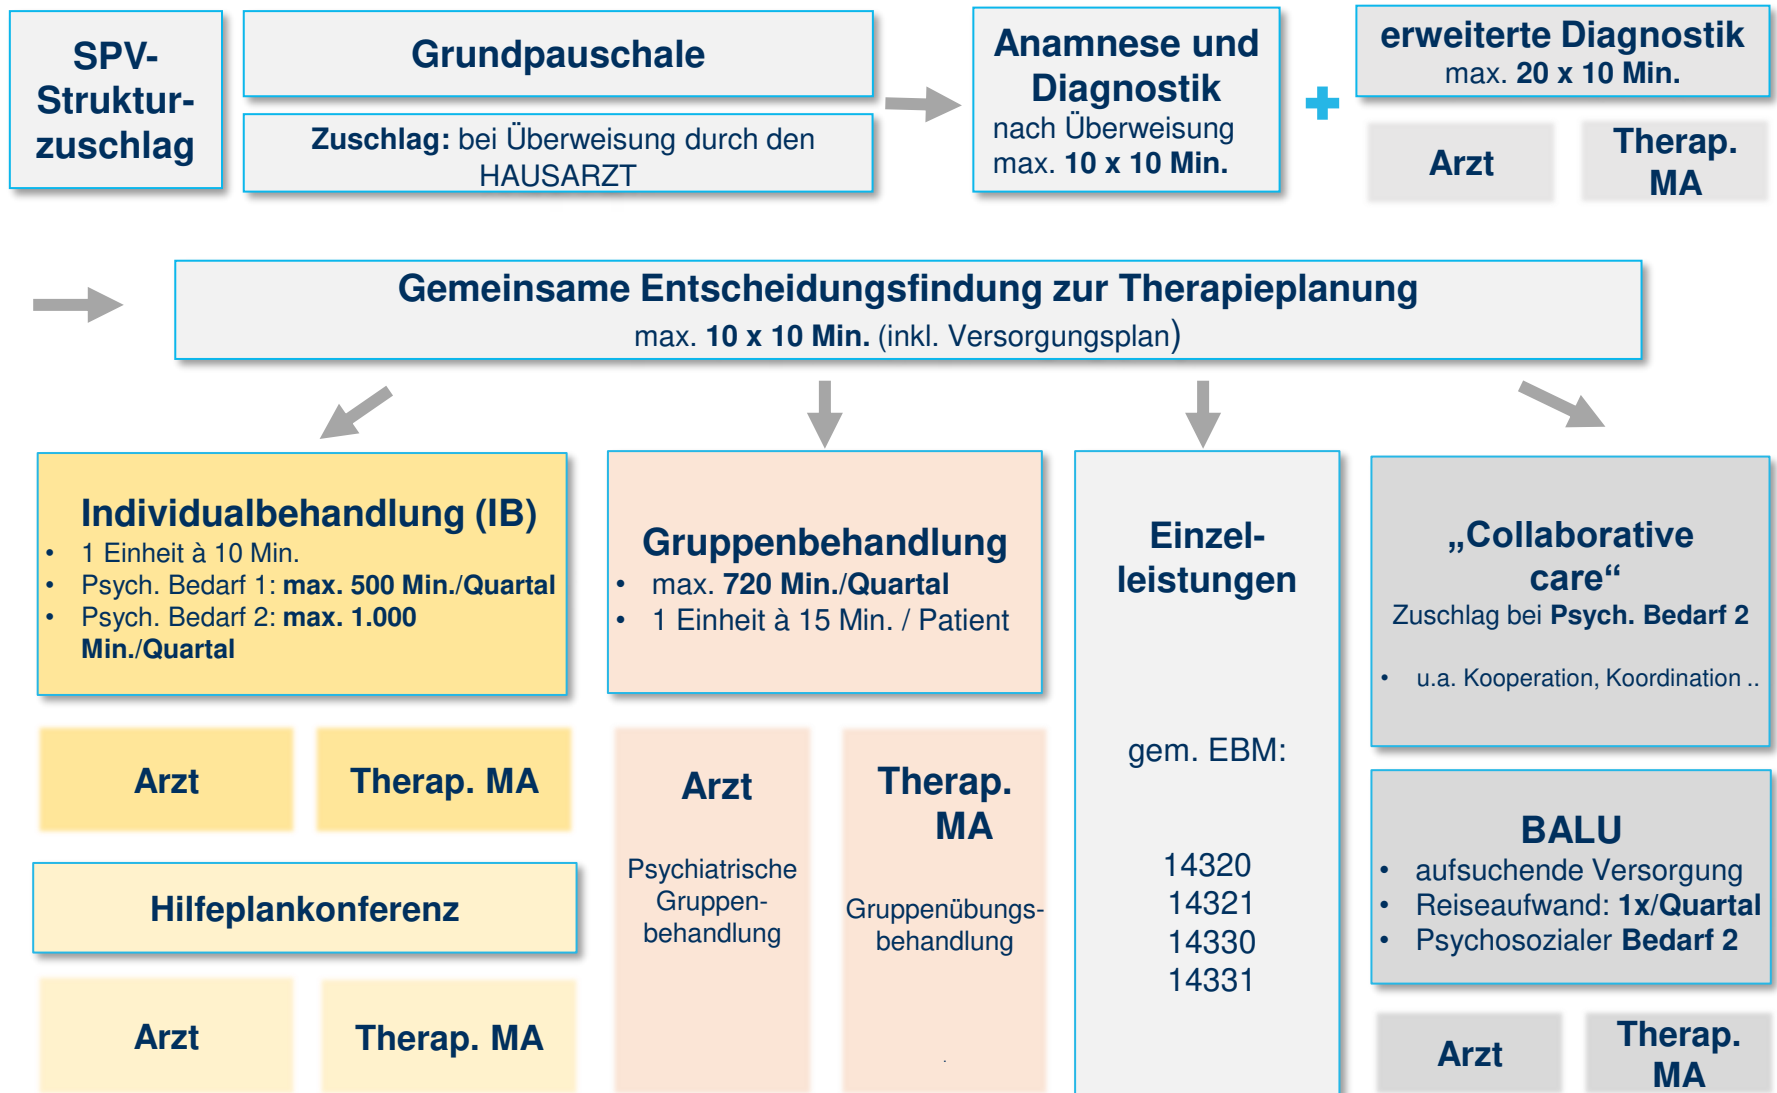 SPV-
Struktur-
zuschlag
Grundpauschale
Zuschlag: bei Überweisung durch den
HAUSARZT
Anamnese und
Diagnostik
nach Überweisung
max. 10 x 10 Min.
erweiterte Diagnostik
max. 20 x 10 Min.
Arzt
Therap.
MA
Gemeinsame Entscheidungsfindung zur Therapieplanung
max. 10 x 10 Min. (inkl. Versorgungsplan)
Individualbehandlung (IB)
• 1 Einheit à 10 Min.
• Psych. Bedarf 1: max. 500 Min./Quartal
• Psych. Bedarf 2: max. 1.000
Min./Quartal
Arzt
Therap. MA
Hilfeplankonferenz
Arzt
Therap. MA
Gruppenbehandlung
• max. 720 Min./Quartal
• 1 Einheit à 15 Min. / Patient
Arzt
Psychiatrische
Gruppen-
behandlung
Therap.
MA
Gruppenübungs-
behandlung
.
Einzel-
leistungen
gem. EBM:
14320
14321
14330
14331
„Collaborative
care“
Zuschlag bei Psych. Bedarf 2
• u.a. Kooperation, Koordination ..
BALU
• aufsuchende Versorgung
• Reiseaufwand: 1x/Quartal
• Psychosozialer Bedarf 2
Arzt
Therap.
MA